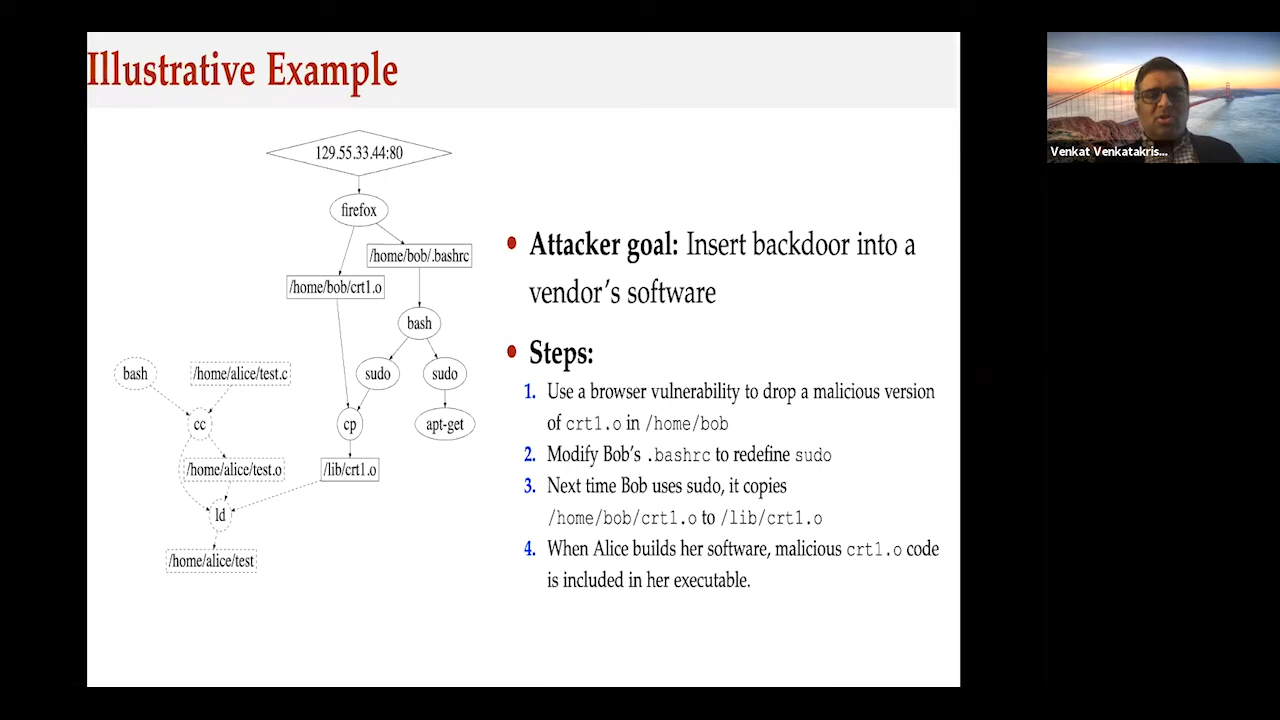 Illustrative Example
129.55.33.44:80
firefox
/home/bob/.bashrc
/home/bob/crt1.o
bash
bash
/home/alice/test.c
sudo
sudo
cc
cp
apt-get
/home/alice/test.o
/lib/crt1.o
ld
/home/alice/test
• Attacker goal: Insert backdoor into a
vendor's software
• Steps:
1. Use a browser vulnerability to drop a malicious version
of crt1.o in /home/bob
2. Modify Bob's .bashrc to redefine sudo
3. Next time Bob uses sudo, it copies
/home/bob/crt1.o to /lib/crt1.o
4. When Alice builds her software, malicious crt1.o code
is included in her executable.
Venkat Venkatakris...